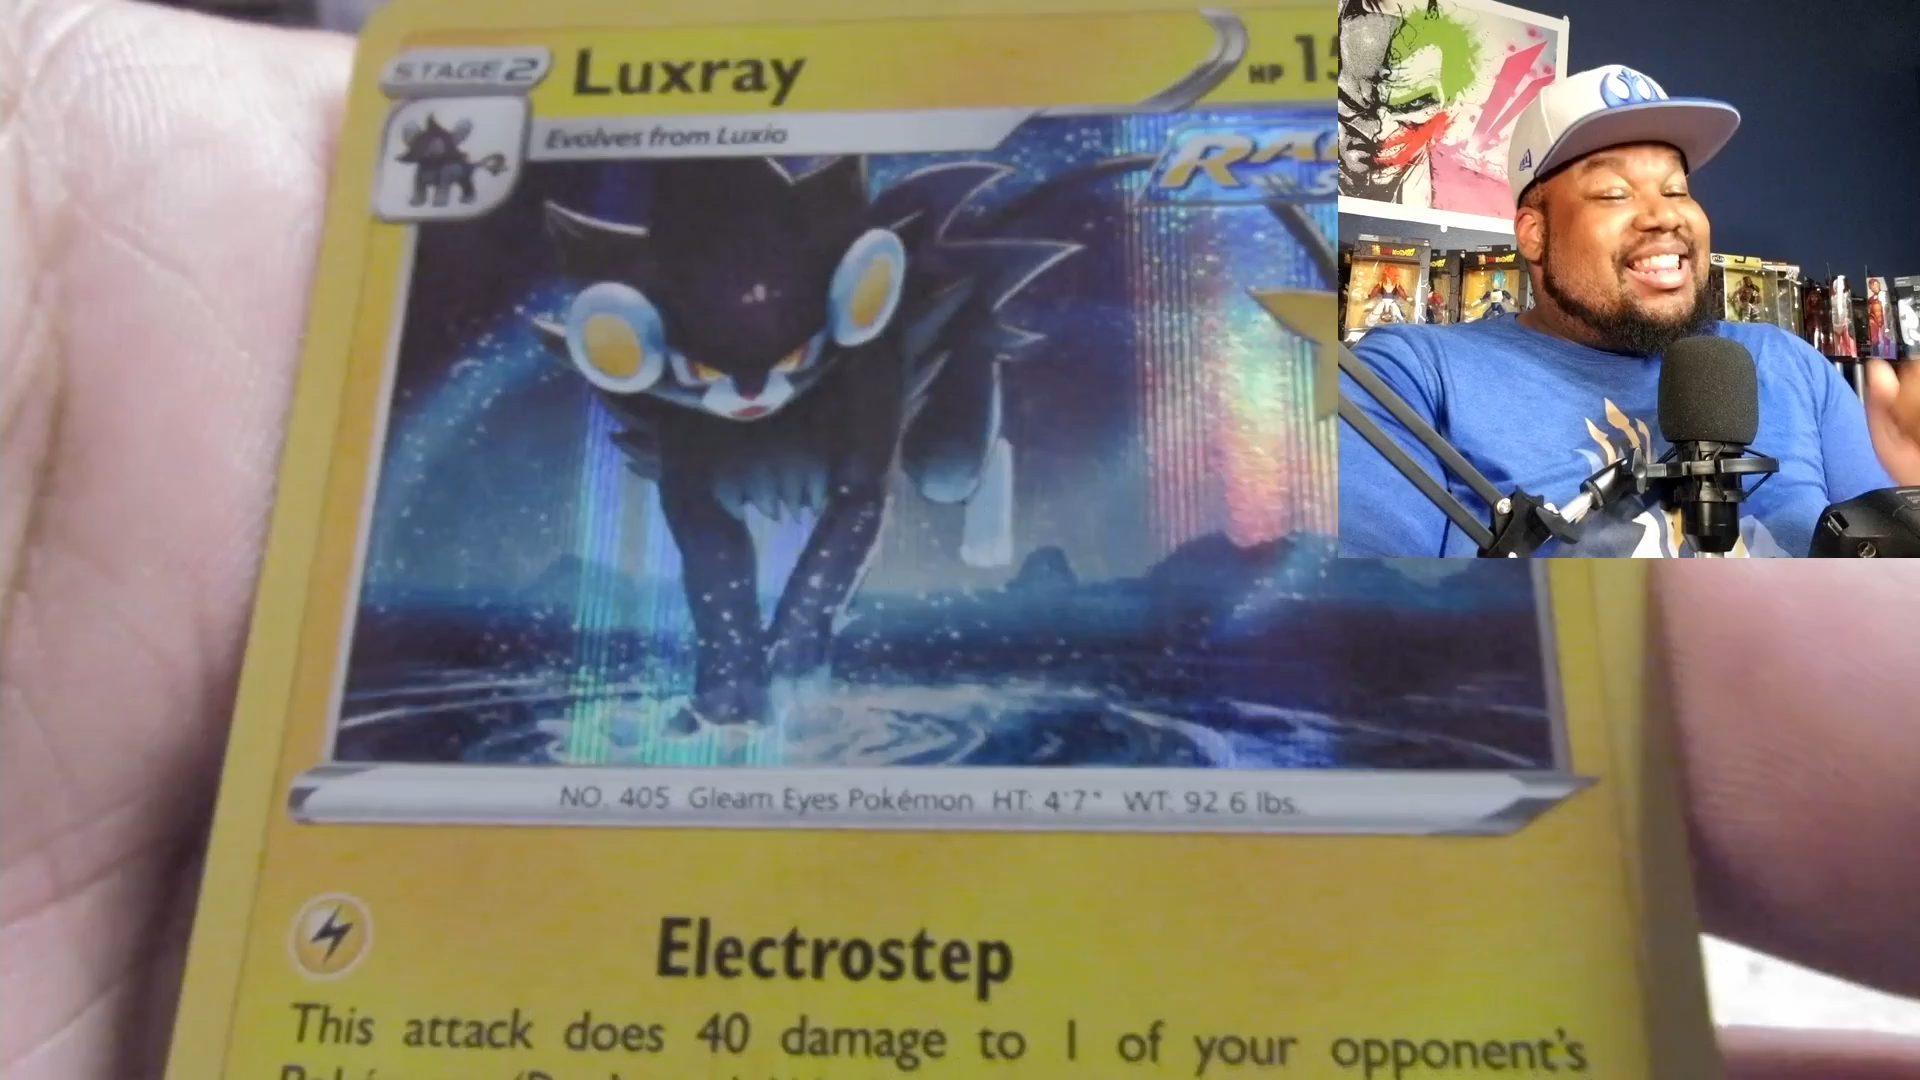 STAGE 2
Luxray
HP
Evolves from Luxio
NO. 405 Gleam Eyes Pokémon HT: 4'7" WT: 92.6 lbs.
Electrostep
This attack does 40 damage to 1 of your opponent's